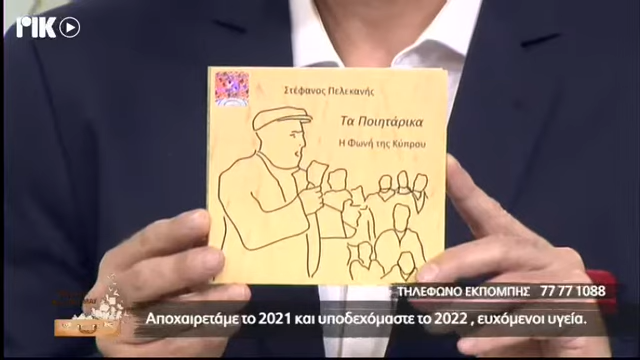 ΡΙΚ
Στέφανος Πελεκανής
Τα Ποιητάρικα
Η Φωνή της Κύπρου
ΤΗΛΕΦΩΝΟ ΕΚΠΟΜΠΗΣ 77 77 1088
Αποχαιρετάμε το 2021 και υποδεχόμαστε το 2022 , ευχόμενοι υγεία.